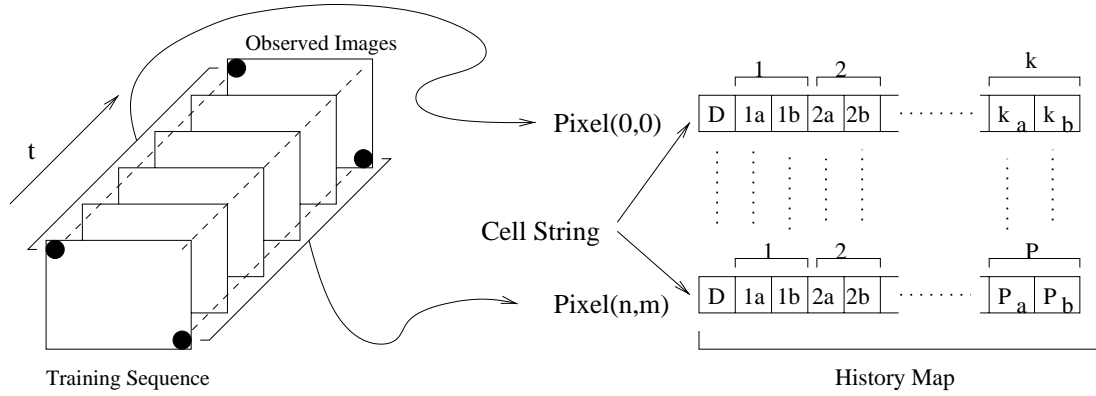 Observed Images
t
Training Sequence
Pixel(0,0)
Cell String
Pixel(n,m)
1 2 k
D 1a 1b 2a 2b ........ k a k b
1 2 P
D 1a 1b 2a 2b ........ P a P b
History Map